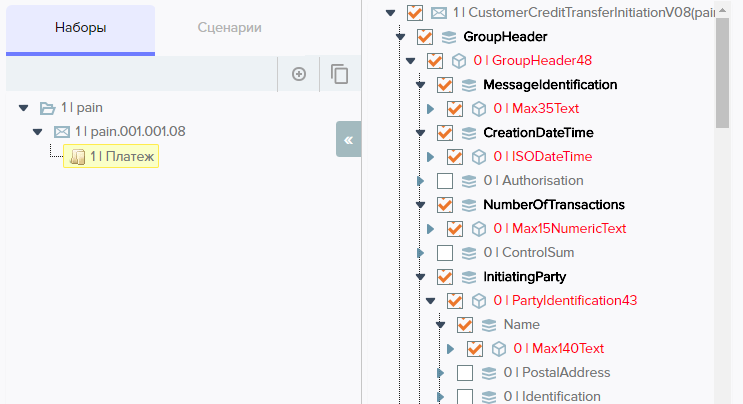 Наборы
Сценарии
1 | pain
1 | pain.001.001.08
1 | Платеж
«
1 | CustomerCreditTransferInitiationV08(pai
GroupHeader
0 | GroupHeader48
MessageIdentification
0 | Max35Text
CreationDateTime
0 | ISODateTime
0 | Authorisation
NumberOfTransactions
0 | Max15NumericText
0 | ControlSum
InitiatingParty
0 | PartyIdentification43
Name
0 | Max140Text
0 | PostalAddress
0 | Identification